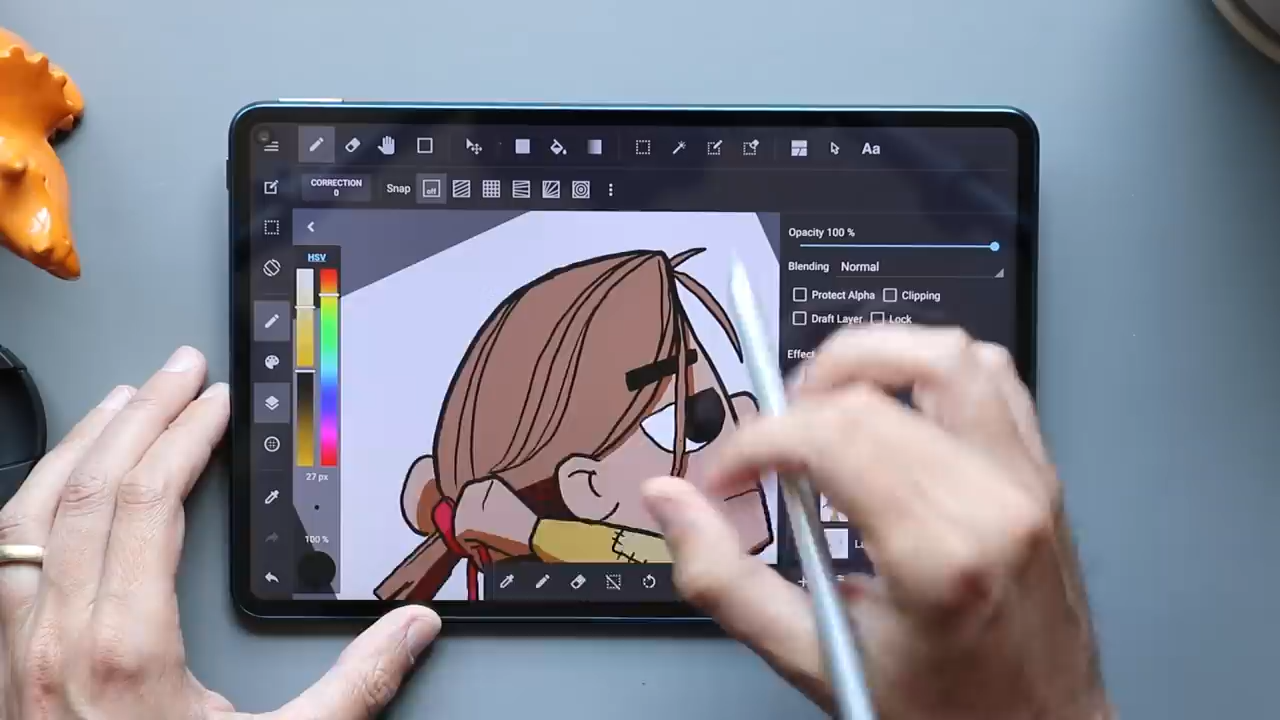 Aa
CORRECTION
0
Snap
off
HSV
Opacity 100 %
Blending Normal
Protect Alpha Clipping
Draft Layer Lock
27 px
100 %